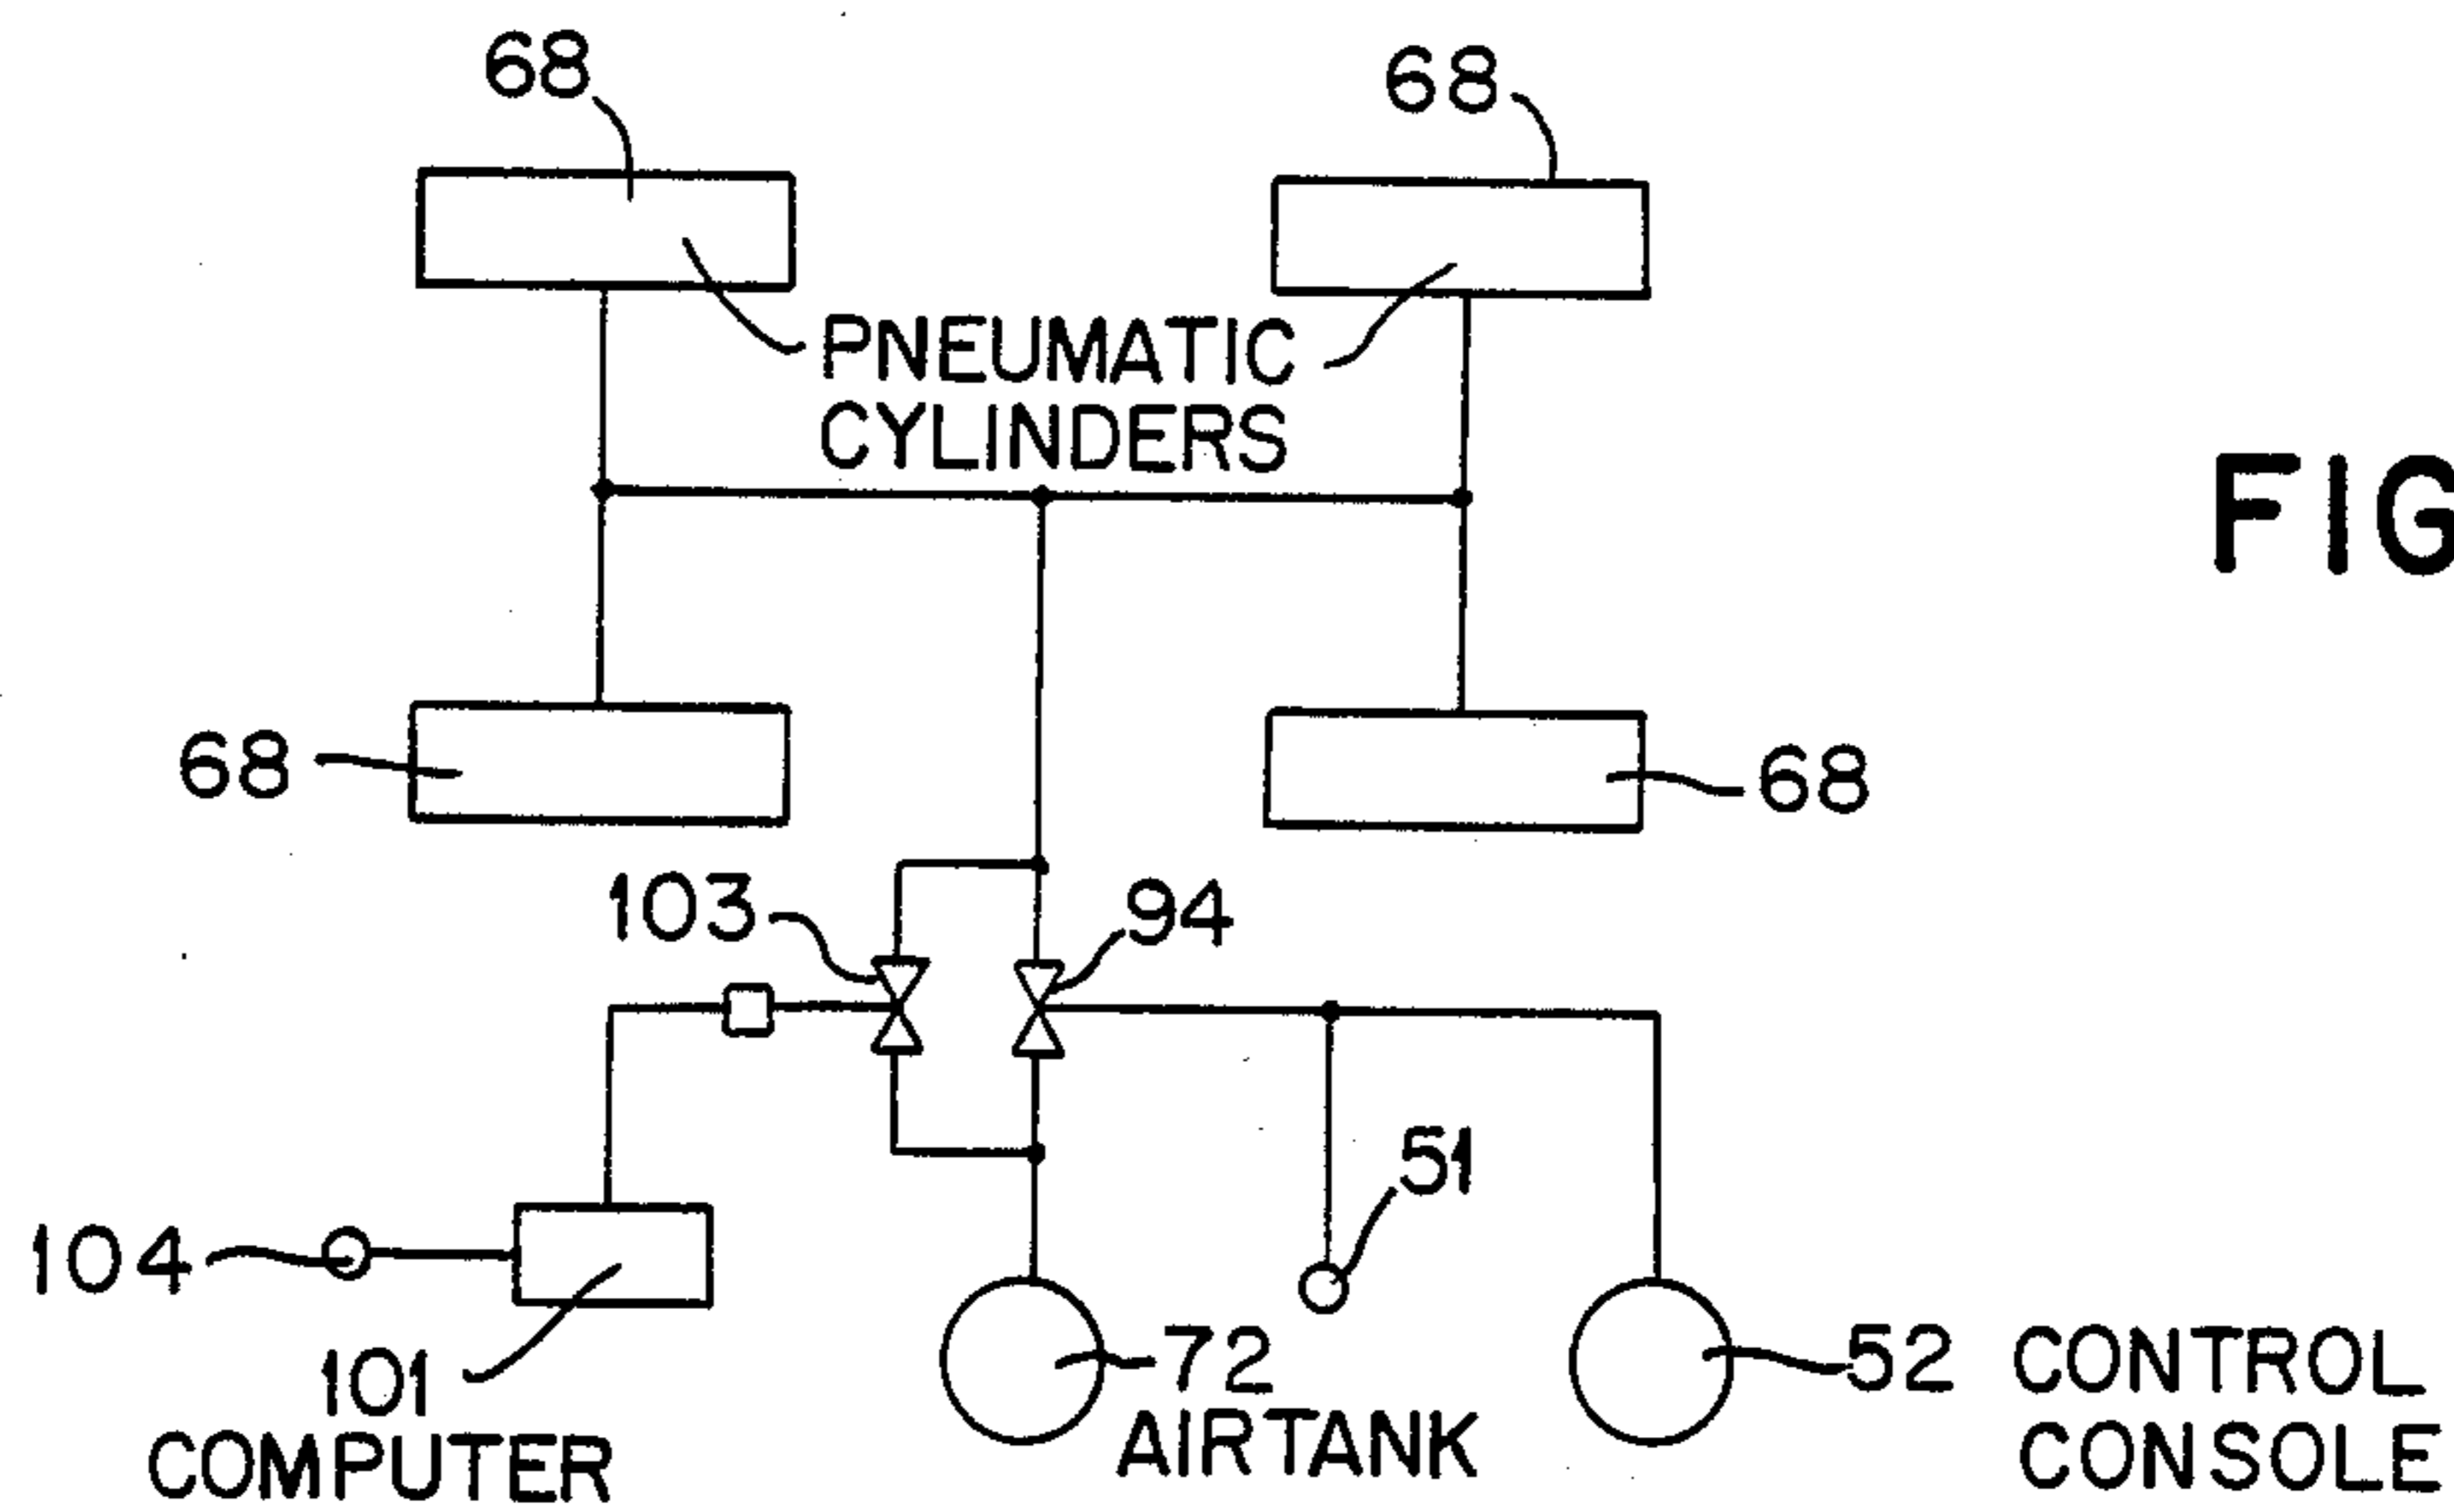 68
68
PNEUMATIC
CYLINDERS
FIG
68
68
103
94
51
104
101
COMPUTER
72
AIRTANK
52 CONTROL
CONSOLE